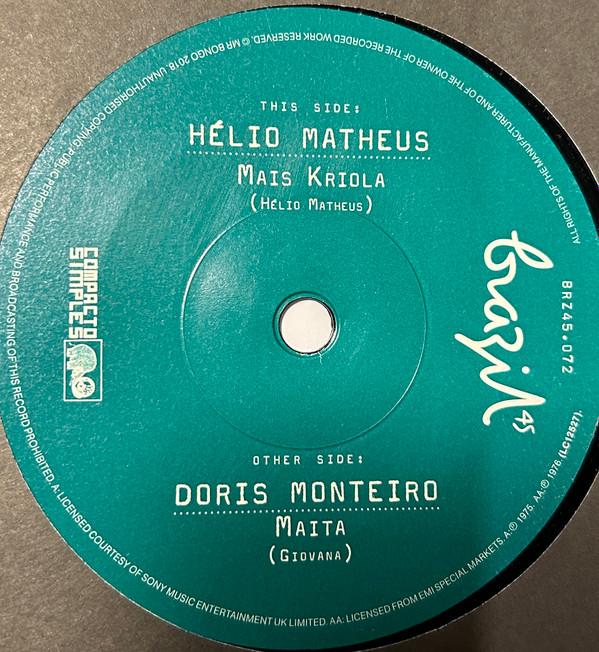 THIS SIDE:
HÉLIO MATHEUS
MAIS KRIOLA
(HÉLIO MATHEUS)
COMPACTO
SIMPLES
brazil 45
BRZ45.072
OTHER SIDE:
DORIS MONTEIRO
MAITA
(GIOVANA)
ALL RIGHTS OF THE MANUFACTURER AND OF THE OWNER OF THE RECORDED WORK RESERVED. © MR BONGO 2018. UNAUTHORISED COPYING, PUBLIC PERFORMANCE AND BROADCASTING OF THIS RECORD PROHIBITED. A: LICENSED COURTESY OF SONY MUSIC ENTERTAINMENT UK LIMITED. AA: LICENSED FROM EMI SPECIAL MARKETS. A: ℗ 1975. AA: ℗ 1976. (LC12527).